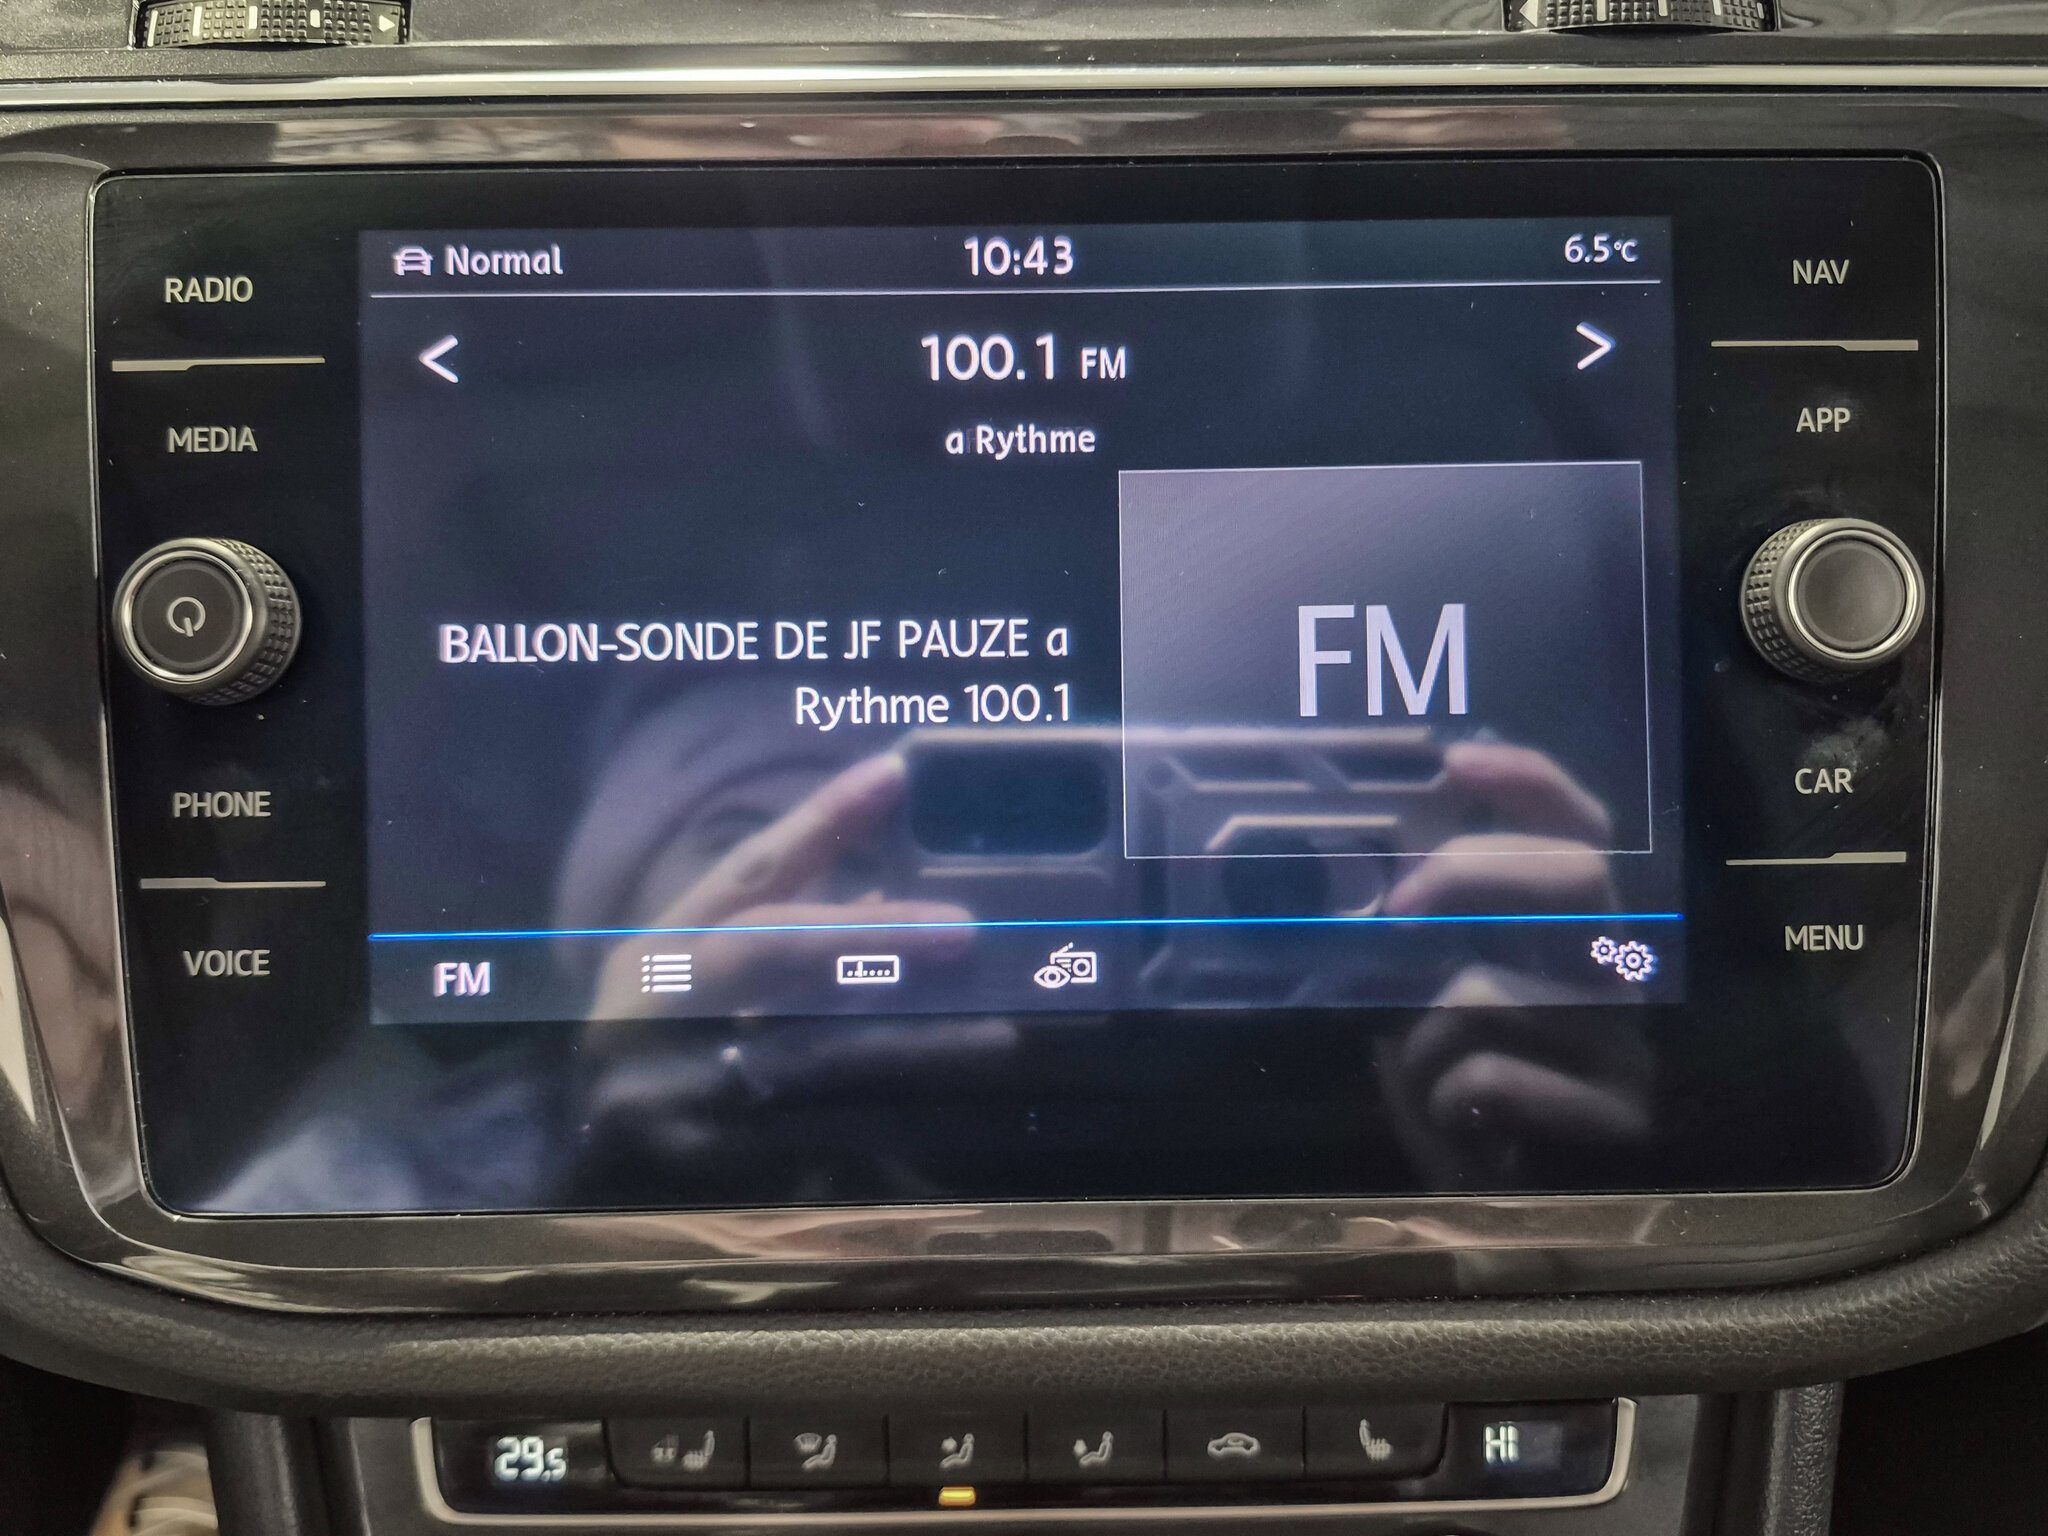 Normal 10:43 6.5°C
RADIO
NAV
< 100.1 FM >
MEDIA
a Rythme
APP
BALLON-SONDE DE JF PAUZE a
Rythme 100.1
FM
PHONE
CAR
VOICE
FM
MENU
29.5
HI